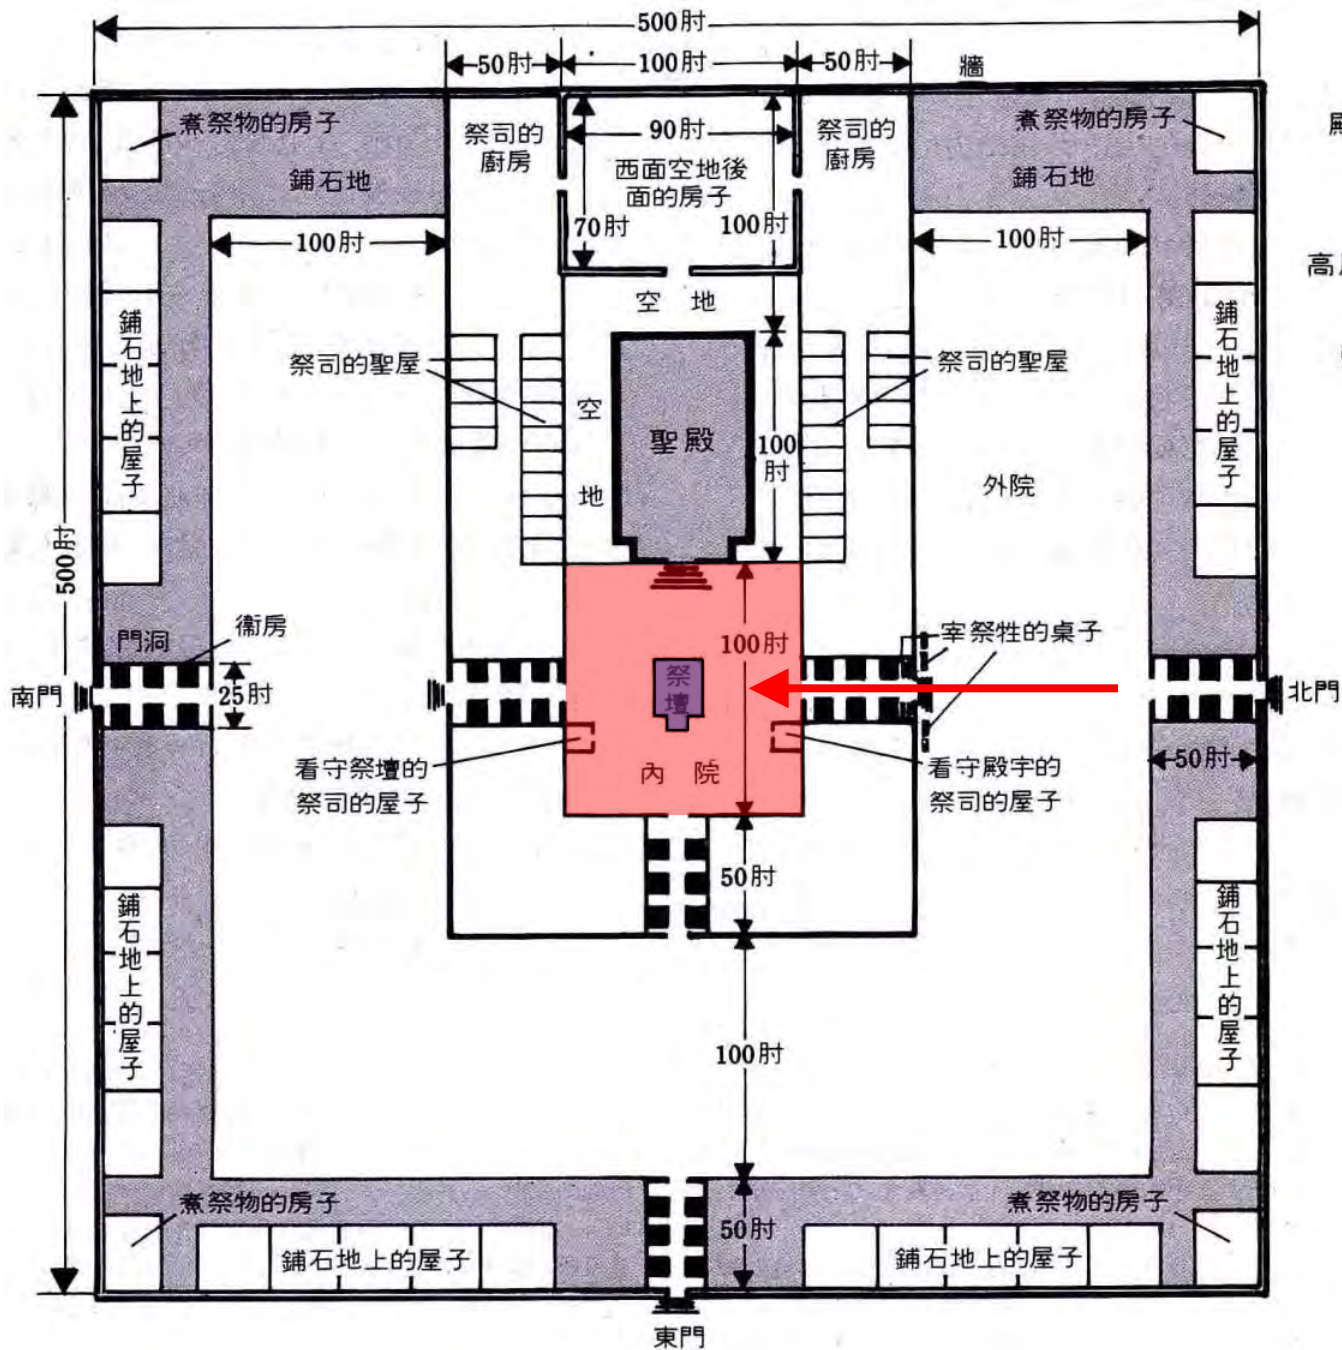 500肘
50肘
100肘
50肘
牆
煮祭物的房子
祭司的
廚房
90肘
祭司的
廚房
煮祭物的房子
鋪石地
西面空地後
面的房子
鋪石地
100肘
70肘
100肘
100肘
空地
鋪石地上的屋子
祭司的聖屋
祭司的聖屋
鋪石地上的屋子
空地
聖殿
100肘
外院
500肘
門洞
衞房
100肘
宰祭牲的桌子
南門
25肘
祭壇
北門
看守祭壇的
祭司的屋子
內院
看守殿宇的
祭司的屋子
50肘
50肘
鋪石地上的屋子
鋪石地上的屋子
100肘
煮祭物的房子
煮祭物的房子
50肘
鋪石地上的屋子
鋪石地上的屋子
東門